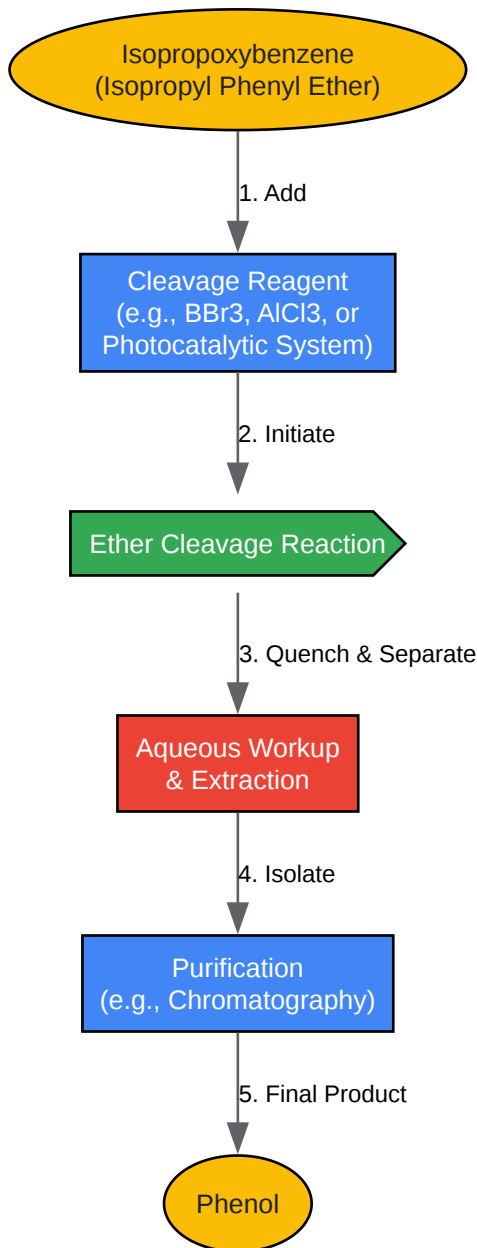 Isopropoxybenzene
(Isopropyl Phenyl Ether)
1. Add
Cleavage Reagent
(e.g., BBr3, AlCl3, or
Photocatalytic System)
2. Initiate
Ether Cleavage Reaction
3. Quench & Separate
Aqueous Workup
& Extraction
4. Isolate
Purification
(e.g., Chromatography)
5. Final Product
Phenol